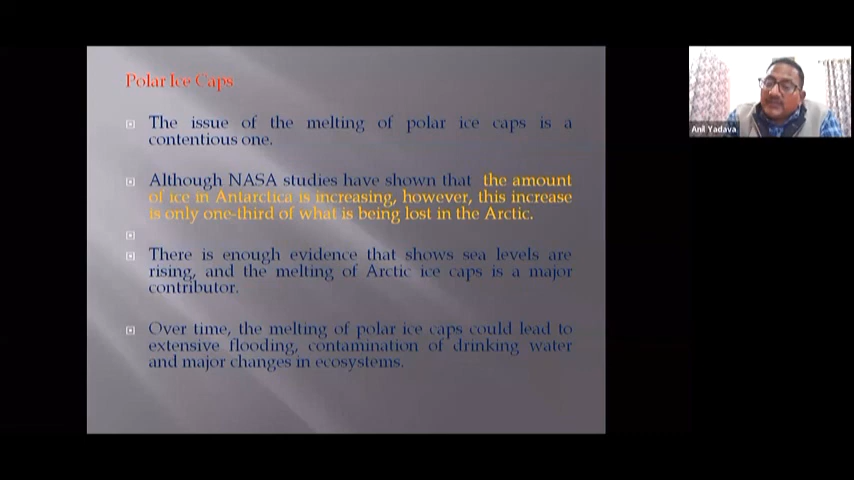 Polar Ice Caps
The issue of the melting of polar ice caps is a
contentious one.
Although NASA studies have shown that the amount
of ice in Antarctica is increasing, however, this increase
is only one-third of what is being lost in the Arctic.
There is enough evidence that shows sea levels are
rising, and the melting of Arctic ice caps is a major
contributor.
Over time, the melting of polar ice caps could lead to
extensive flooding, contamination of drinking water
and major changes in ecosystems.
Anil Yadava